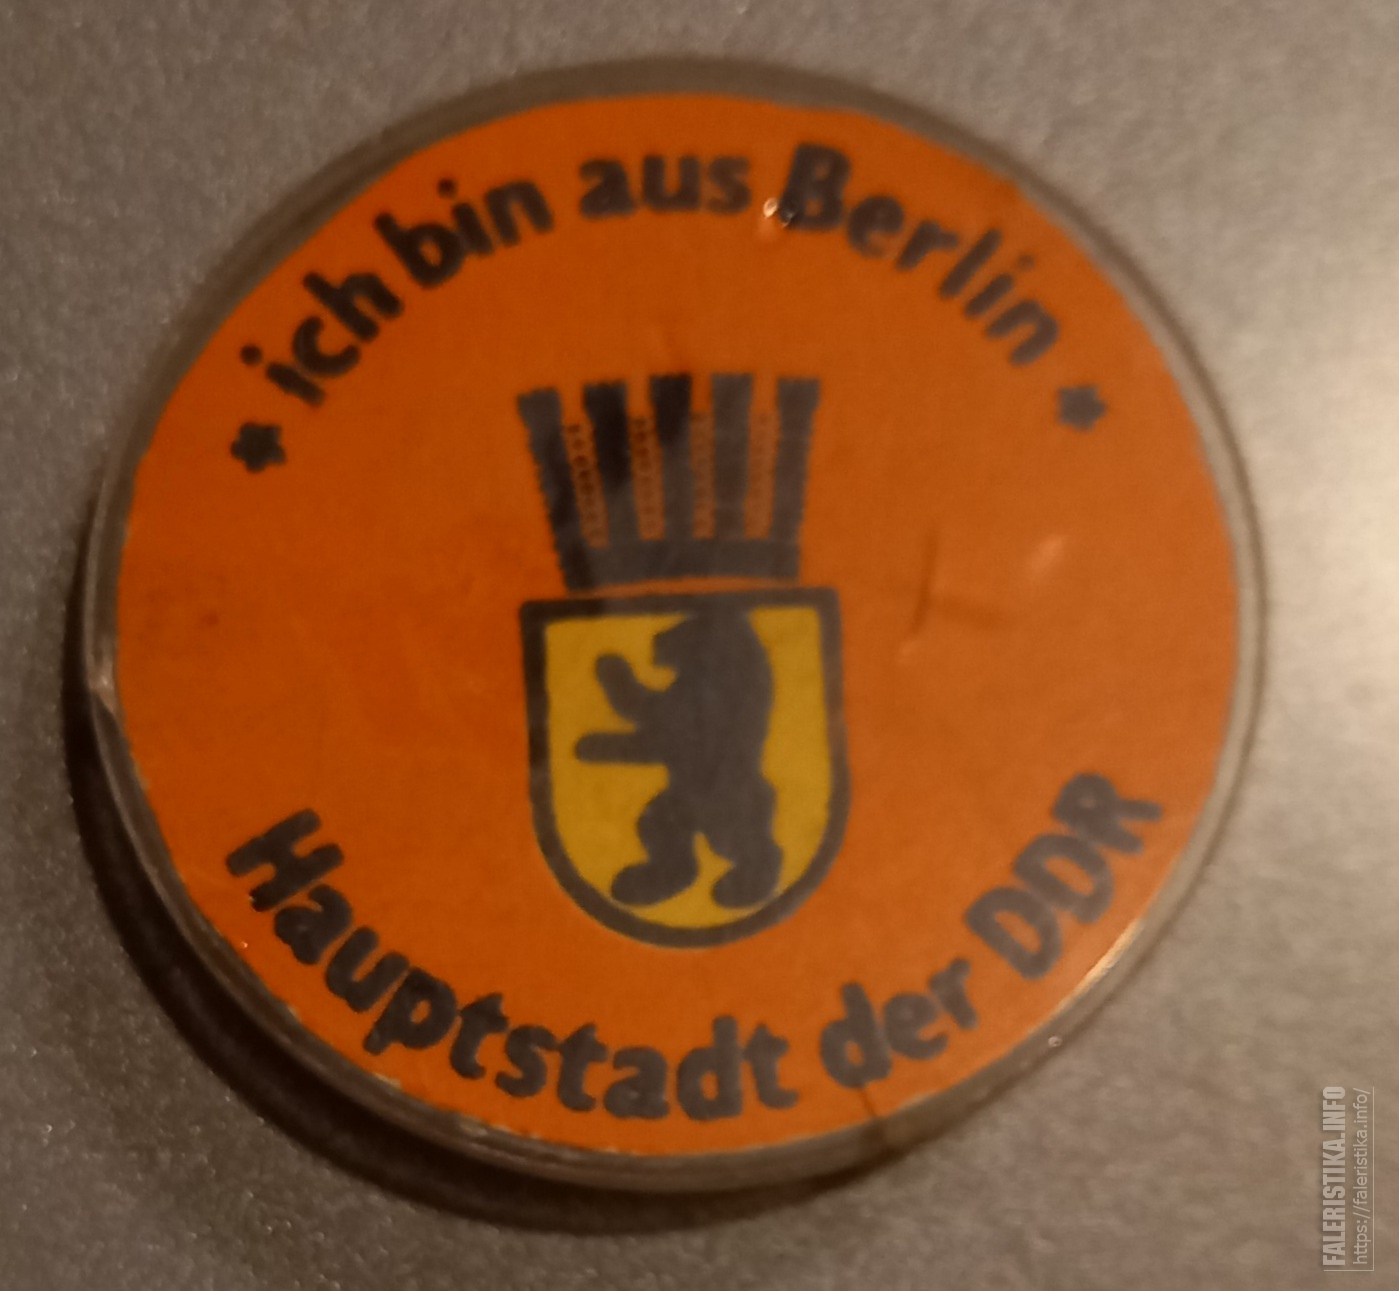 * ich bin aus Berlin *
Hauptstadt der DDR
FALERISTIKA.INFO
https://faleristika.info/